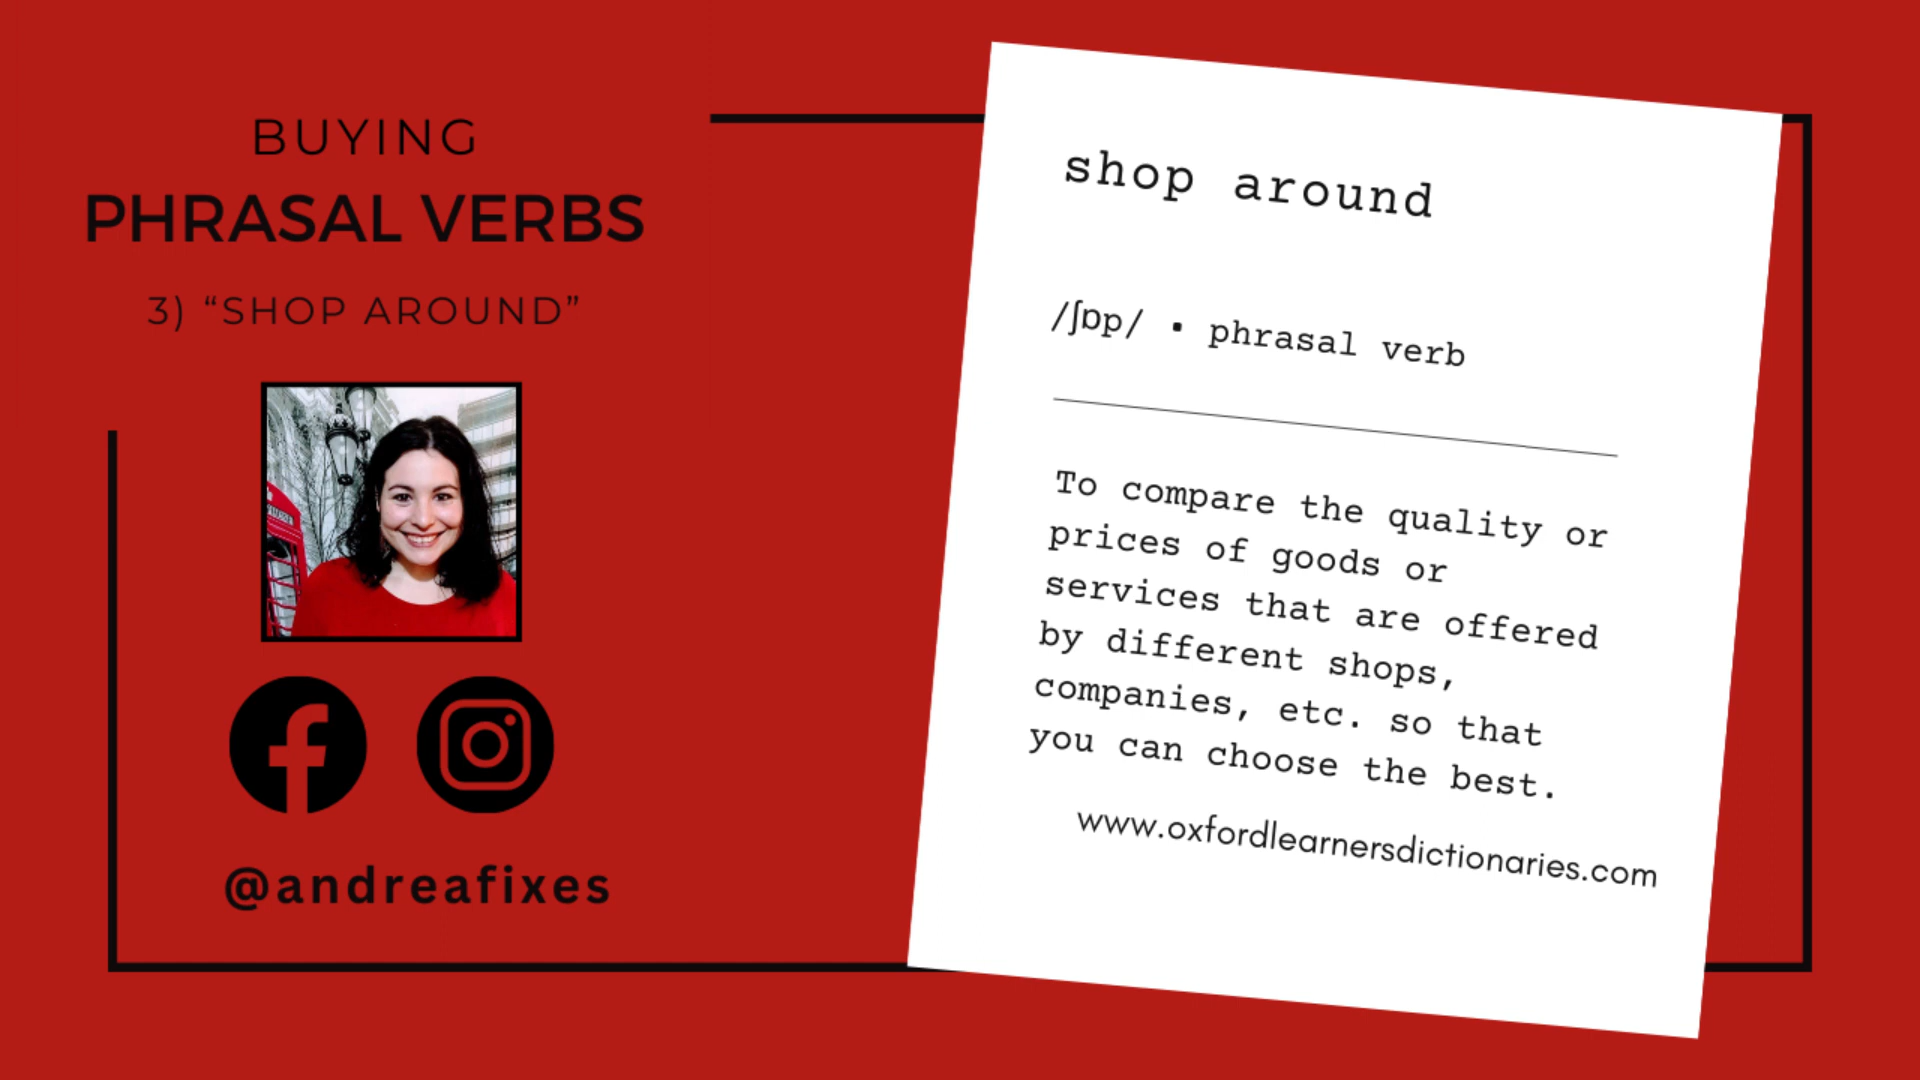 BUYING
PHRASAL VERBS
3) “SHOP AROUND”
@andreafixes
shop around
/ʃɒp/ ▪ phrasal verb
To compare the quality or
prices of goods or
services that are offered
by different shops,
companies, etc. so that
you can choose the best.
www.oxfordlearnersdictionaries.com